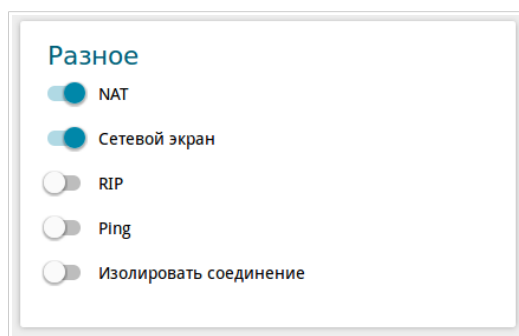 Разное
NAT
Сетевой экран
RIP
Ping
Изолировать соединение